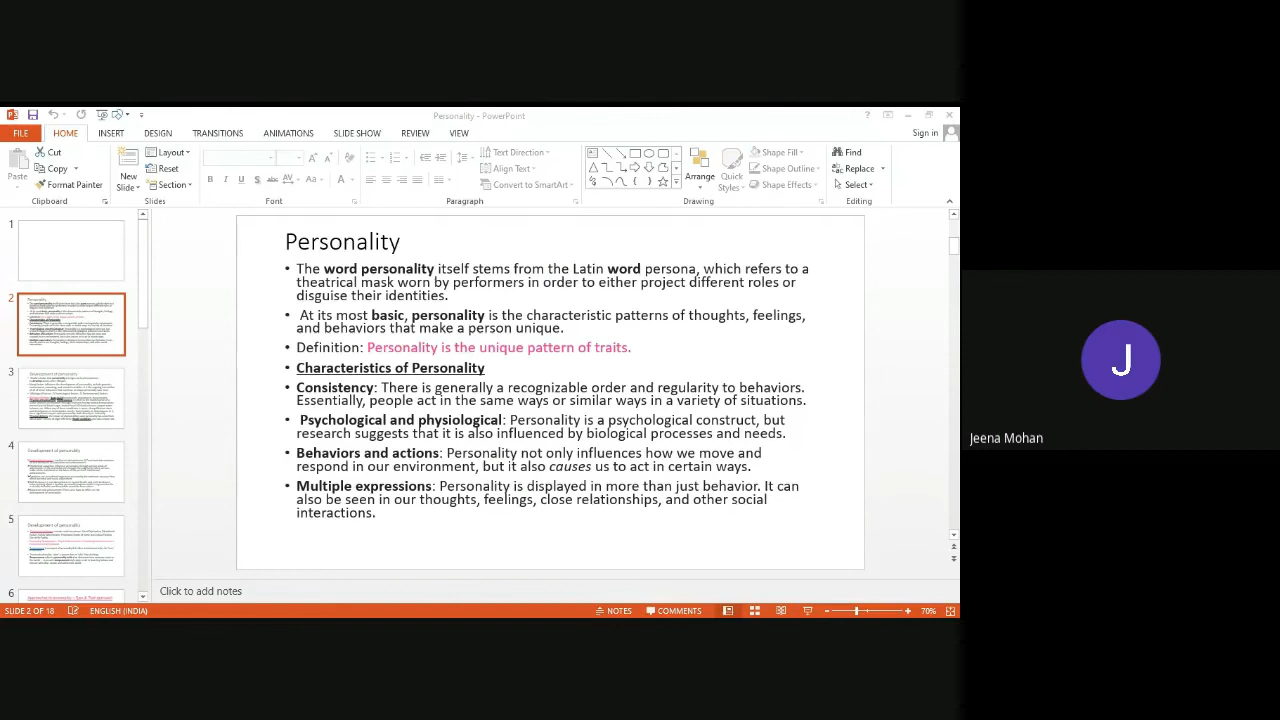 Personality - PowerPoint
Sign in
FILE HOME INSERT DESIGN TRANSITIONS ANIMATIONS SLIDE SHOW REVIEW VIEW
Paste
Cut
Copy
Format Painter
Clipboard
New
Slide
Layout
Reset
Section
Slides
Font
Text Direction
Align Text
Convert to SmartArt
Paragraph
Arrange
Quick
Styles
Shape Fill
Shape Outline
Shape Effects
Drawing
Find
Replace
Select
Editing
1
2
3
4
5
6
Personality
• The word personality itself stems from the Latin word persona, which refers to a
theatrical mask worn by performers in order to either project different roles or
disguise their identities.
• At its most basic, personality is the characteristic patterns of thoughts, feelings,
and behaviors that make a person unique.
• Definition: Personality is the unique pattern of traits.
• Characteristics of Personality
• Consistency: There is generally a recognizable order and regularity to behaviors.
Essentially, people act in the same ways or similar ways in a variety of situations.
• Psychological and physiological: Personality is a psychological construct, but
research suggests that it is also influenced by biological processes and needs.
• Behaviors and actions: Personality not only influences how we move and
respond in our environment, but it also causes us to act in certain ways.
• Multiple expressions: Personality is displayed in more than just behavior. It can
also be seen in our thoughts, feelings, close relationships, and other social
interactions.
Click to add notes
SLIDE 2 OF 18 ENGLISH (INDIA) NOTES COMMENTS 70%
J
Jeena Mohan